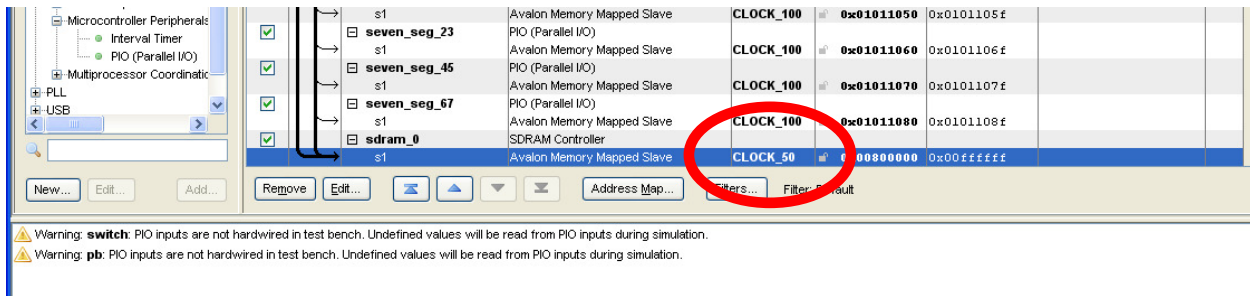 s1 Avalon Memory Mapped Slave CLOCK_100 0x01011050 0x0101105f
Microcontroller Peripherals
seven_seg_23 PIO (Parallel I/O)
Interval Timer
s1 Avalon Memory Mapped Slave CLOCK_100 0x01011060 0x0101106f
PIO (Parallel I/O)
seven_seg_45 PIO (Parallel I/O)
Multiprocessor Coordinatic
s1 Avalon Memory Mapped Slave CLOCK_100 0x01011070 0x0101107f
PLL
seven_seg_67 PIO (Parallel I/O)
USB
s1 Avalon Memory Mapped Slave CLOCK_100 0x01011080 0x0101108f
sdram_0 SDRAM Controller
s1 Avalon Memory Mapped Slave CLOCK_50 00800000 0x00ffffff
New... Edit... Add... Remove Edit... Address Map... Filters... Filter:
Warning: switch: PIO inputs are not hardwired in test bench. Undefined values will be read from PIO inputs during simulation.
Warning: pb: PIO inputs are not hardwired in test bench. Undefined values will be read from PIO inputs during simulation.